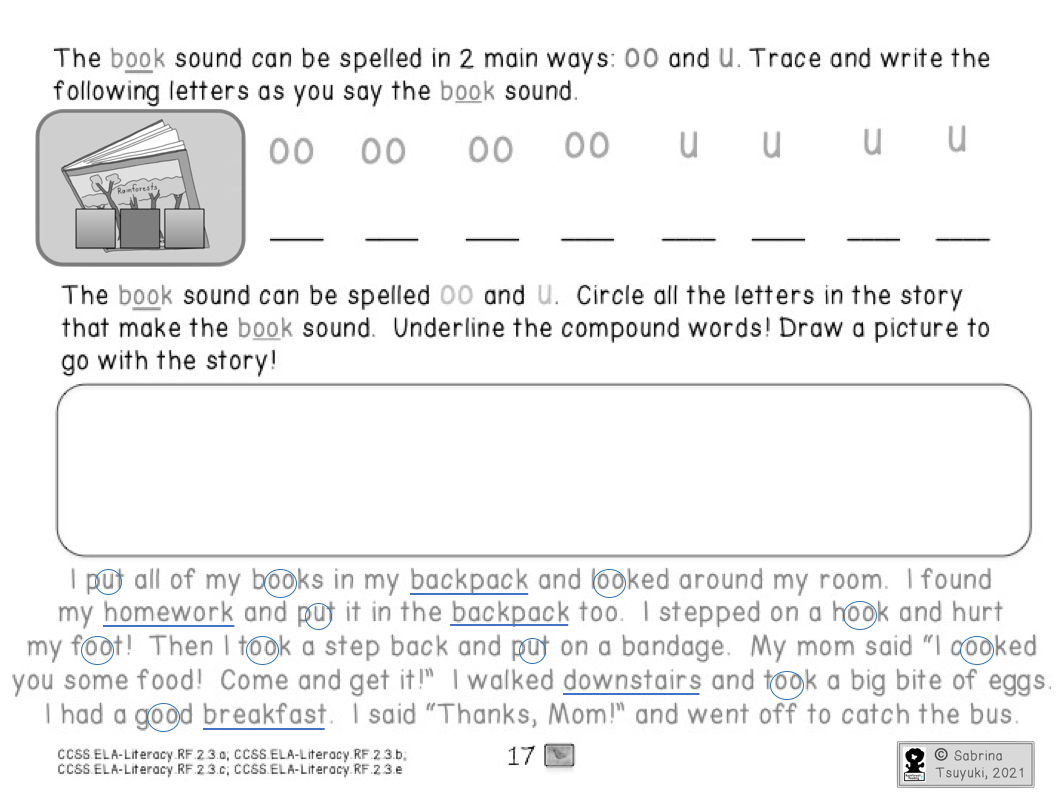 The book sound can be spelled in 2 main ways: oo and u. Trace and write the
following letters as you say the book sound.
Rainforests
oo oo oo oo u u u u
The book sound can be spelled oo and u. Circle all the letters in the story
that make the book sound. Underline the compound words! Draw a picture to
go with the story!
I put all of my books in my backpack and looked around my room. I found
my homework and put it in the backpack too. I stepped on a hook and hurt
my foot! Then I took a step back and put on a bandage. My mom said "I cooked
you some food! Come and get it!" I walked downstairs and took a big bite of eggs.
I had a good breakfast. I said "Thanks, Mom!" and went off to catch the bus.
CCSS.ELA-Literacy.RF.2.3.a; CCSS.ELA-Literacy.RF.2.3.b;
CCSS.ELA-Literacy.RF.2.3.c; CCSS.ELA-Literacy.RF.2.3.e
17
© Sabrina
Tsuyuki, 2021